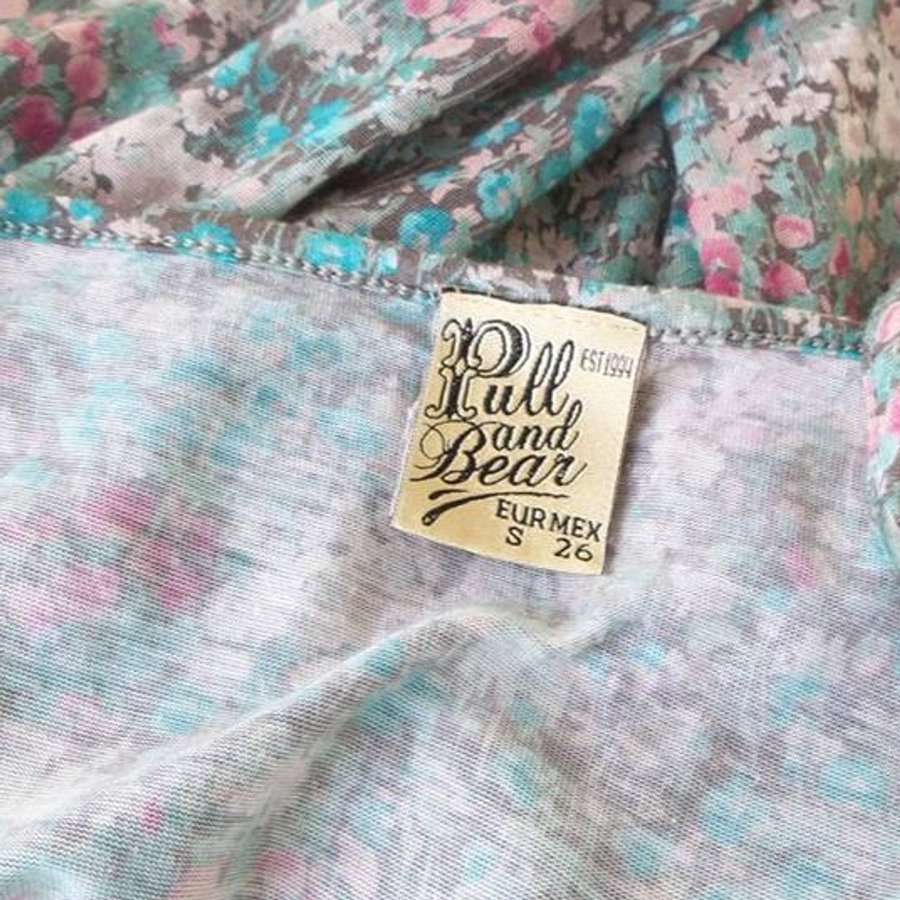 Pull EST1994
and
Bear
EUR MEX
S 26